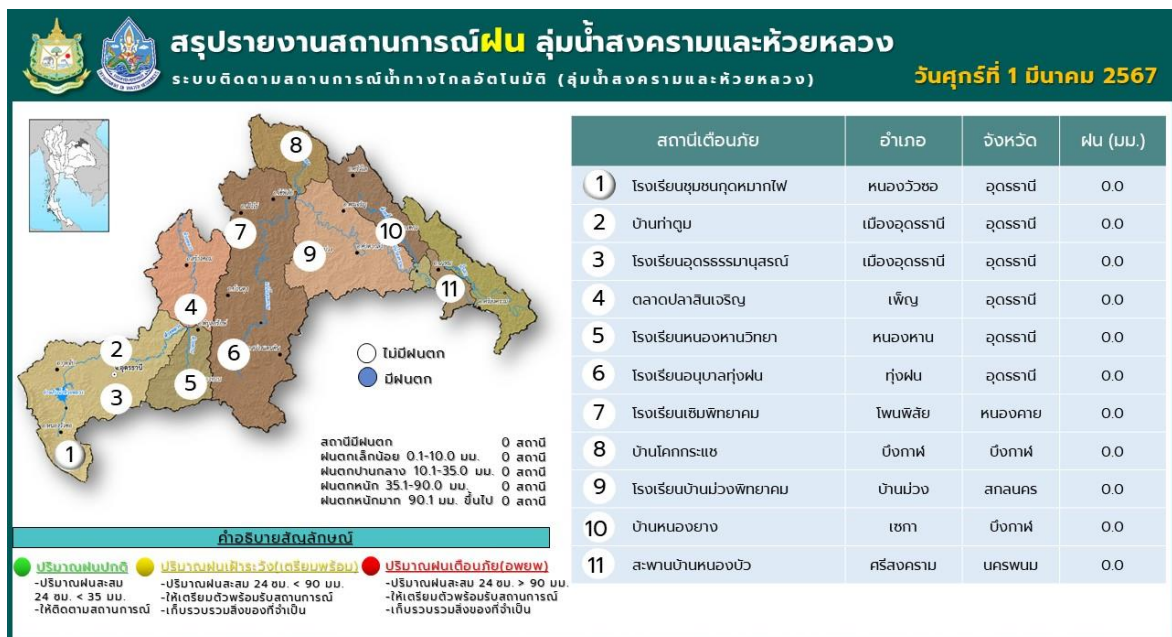 สรุปรายงานสถานการณ์ฝน ลุ่มน้ำสงครามและห้วยหลวง
ระบบติดตามสถานการณ์น้ำทางไกลอัตโนมัติ (ลุ่มน้ำสงครามและห้วยหลวง)
วันศุกร์ที่ 1 มีนาคม 2567
8
7
10
9
11
4
6
2
5
3
1
อ.อุดรธานี
ไม่มีฝนตก
มีฝนตก
สถานีมีฝนตก 0 สถานี
ฝนตกเล็กน้อย 0.1-10.0 มม. 0 สถานี
ฝนตกปานกลาง 10.1-35.0 มม. 0 สถานี
ฝนตกหนัก 35.1-90.0 มม. 0 สถานี
ฝนตกหนักมาก 90.1 มม. ขึ้นไป 0 สถานี
คำอธิบายสัญลักษณ์
ปริมาณฝนปกติ
-ปริมาณฝนสะสม
24 ชม. < 35 มม.
-ให้ติดตามสถานการณ์
ปริมาณฝนเฝ้าระวัง(เตรียมพร้อม)
-ปริมาณฝนสะสม 24 ชม. < 90 มม.
-ให้เตรียมตัวพร้อมรับสถานการณ์
-เก็บรวบรวมสิ่งของที่จำเป็น
ปริมาณฝนเตือนภัย(อพยพ)
-ปริมาณฝนสะสม 24 ชม. > 90 มม.
-ให้เตรียมตัวพร้อมรับสถานการณ์
-เก็บรวบรวมสิ่งของที่จำเป็น
สถานีเตือนภัย อำเภอ จังหวัด ฝน (มม.)
1 โรงเรียนชุมชนกุดหมากไฟ หนองวัวซอ อุดรธานี 0.0
2 บ้านท่าตูม เมืองอุดรธานี อุดรธานี 0.0
3 โรงเรียนอุดรธรรมานุสรณ์ เมืองอุดรธานี อุดรธานี 0.0
4 ตลาดปลาสินเจริญ เพ็ญ อุดรธานี 0.0
5 โรงเรียนหนองหานวิทยา หนองหาน อุดรธานี 0.0
6 โรงเรียนอนุบาลทุ่งฝน ทุ่งฝน อุดรธานี 0.0
7 โรงเรียนเซิมพิทยาคม โพนพิสัย หนองคาย 0.0
8 บ้านโคกกระแซ บึงกาฬ บึงกาฬ 0.0
9 โรงเรียนบ้านม่วงพิทยาคม บ้านม่วง สกลนคร 0.0
10 บ้านหนองยาง เซกา บึงกาฬ 0.0
11 สะพานบ้านหนองบัว ศรีสงคราม นครพนม 0.0